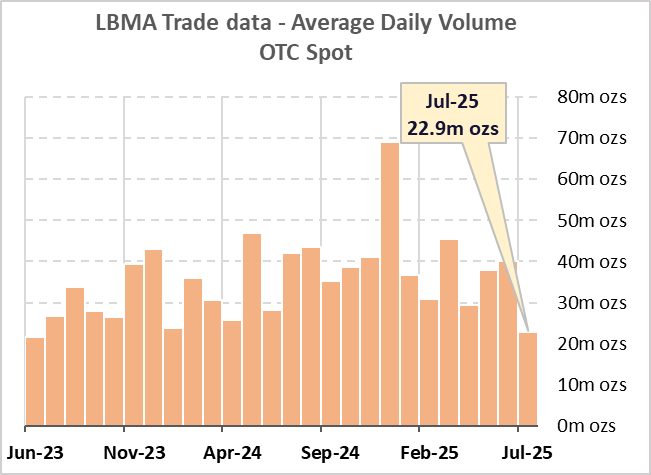 LBMA Trade data - Average Daily Volume
OTC Spot
Jul-25
22.9m ozs
80m ozs
70m ozs
60m ozs
50m ozs
40m ozs
30m ozs
20m ozs
10m ozs
0m ozs
Jun-23 Nov-23 Apr-24 Sep-24 Feb-25 Jul-25